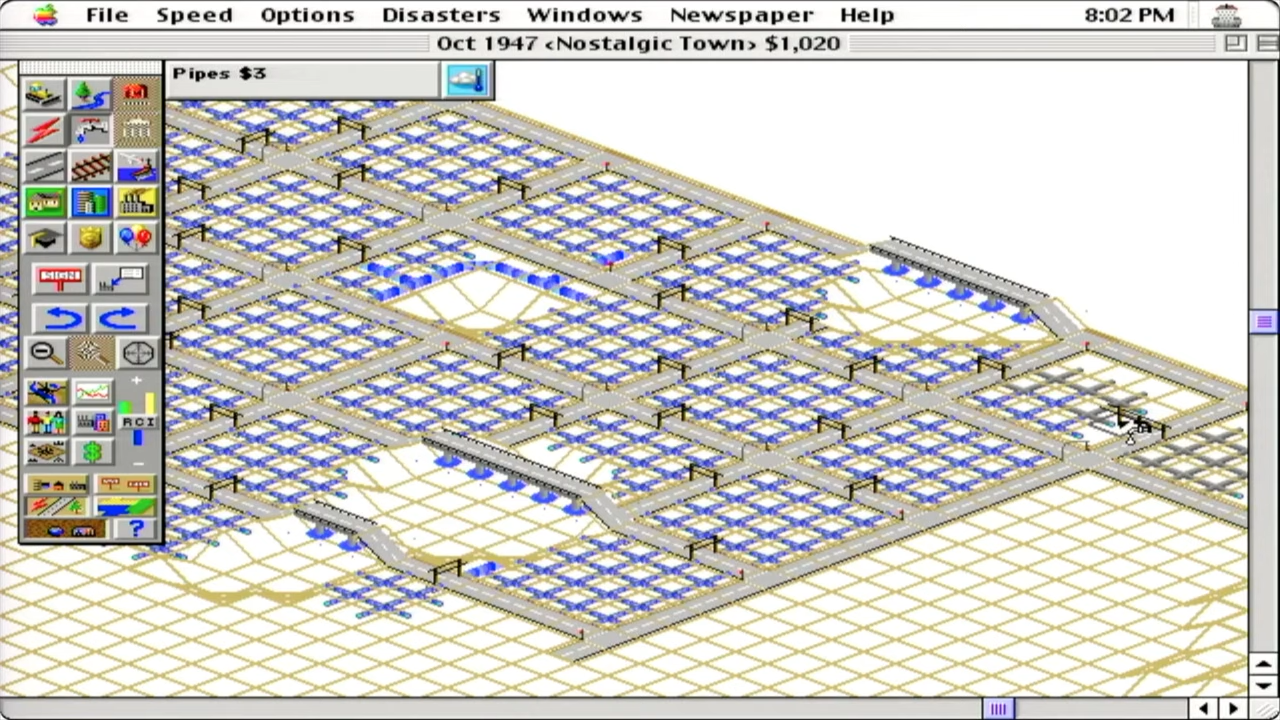 File Speed Options Disasters Windows Newspaper Help 8:02 PM
Oct 1947 <Nostalgic Town> $1,020
Pipes $3
SIGN
RCI